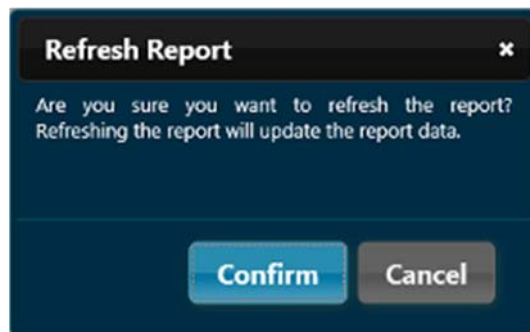 Refresh Report
Are you sure you want to refresh the report?
Refreshing the report will update the report data.
Confirm
Cancel